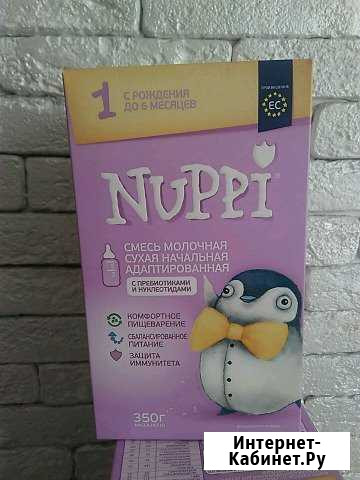 1
С РОЖДЕНИЯ
ДО 6 МЕСЯЦЕВ
ЕС
NUPPI
СМЕСЬ МОЛОЧНАЯ
СУХАЯ НАЧАЛЬНАЯ
АДАПТИРОВАННАЯ
С ПРЕБИОТИКАМИ
И НУКЛЕОТИДАМИ
КОМФОРТНОЕ
ПИЩЕВАРЕНИЕ
СБАЛАНСИРОВАННОЕ
ПИТАНИЕ
ЗАЩИТА
ИММУНИТЕТА
350г
Интернет-
Кабинет.Ру